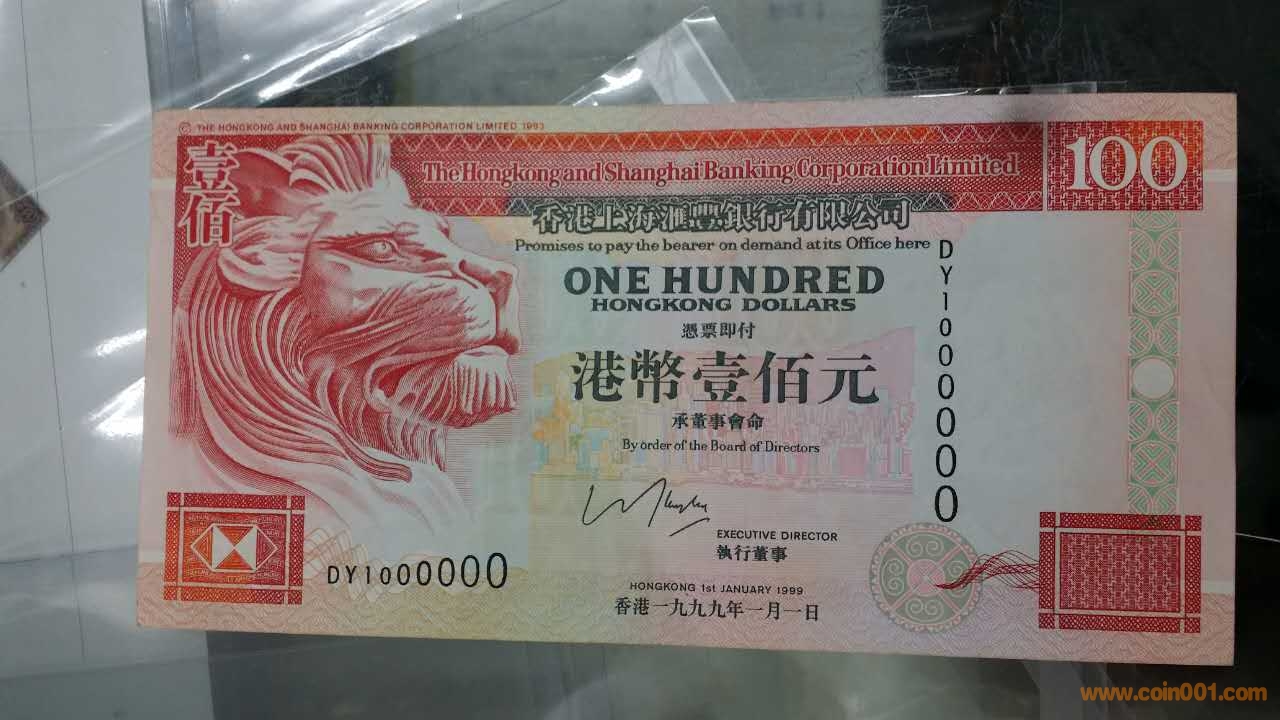 © THE HONGKONG AND SHANGHAI BANKING CORPORATION LIMITED 1993
壹佰
The Hongkong and Shanghai Banking Corporation Limited
100
香港上海滙豐銀行有限公司
Promises to pay the bearer on demand at its Office here
DY1000000
ONE HUNDRED
HONGKONG DOLLARS
憑票即付
港幣壹佰元
承董事會命
By order of the Board of Directors
EXECUTIVE DIRECTOR
執行董事
DY1000000
HONGKONG 1st JANUARY 1999
香港一九九九年一月一日
www.coin001.com